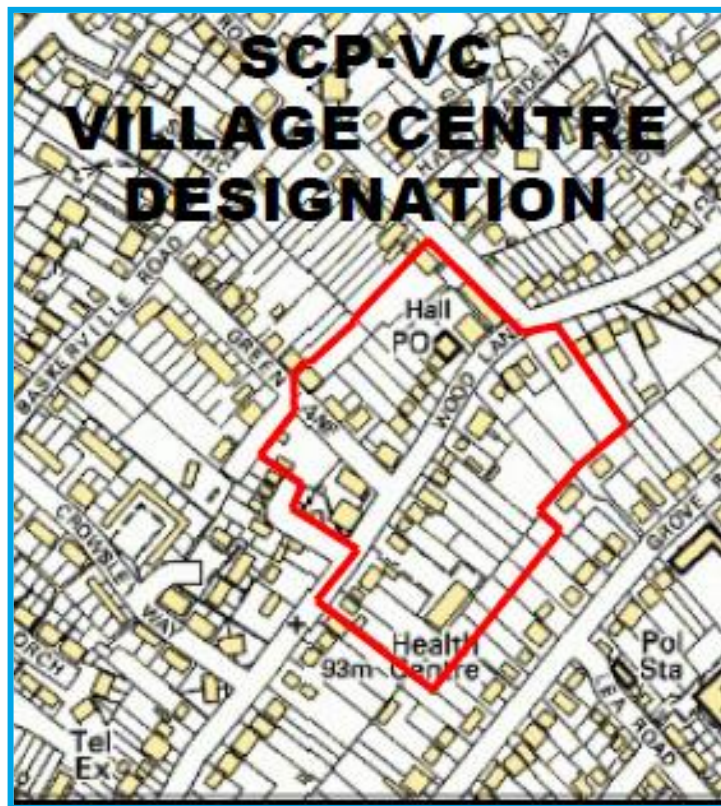 SCP-VC
VILLAGE CENTRE
DESIGNATION
BASKERVILLE ROAD
GREEN
LANE
Hall
PO
WOOD LANE
GROVE
CROWSLEY
WAY
Health
Centre
93m
Pol
Sta
LEA ROAD
Tel
Ex